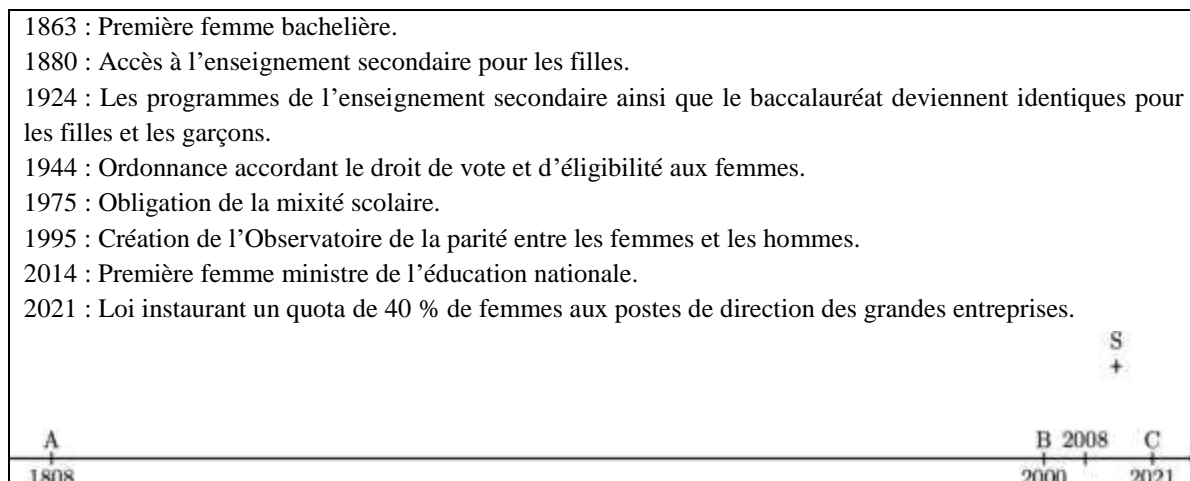 1863 : Première femme bachelière.
1880 : Accès à l’enseignement secondaire pour les filles.
1924 : Les programmes de l’enseignement secondaire ainsi que le baccalauréat deviennent identiques pour
les filles et les garçons.
1944 : Ordonnance accordant le droit de vote et d’éligibilité aux femmes.
1975 : Obligation de la mixité scolaire.
1995 : Création de l’Observatoire de la parité entre les femmes et les hommes.
2014 : Première femme ministre de l’éducation nationale.
2021 : Loi instaurant un quota de 40 % de femmes aux postes de direction des grandes entreprises.
S
A B 2008 C
1808 2000 2021